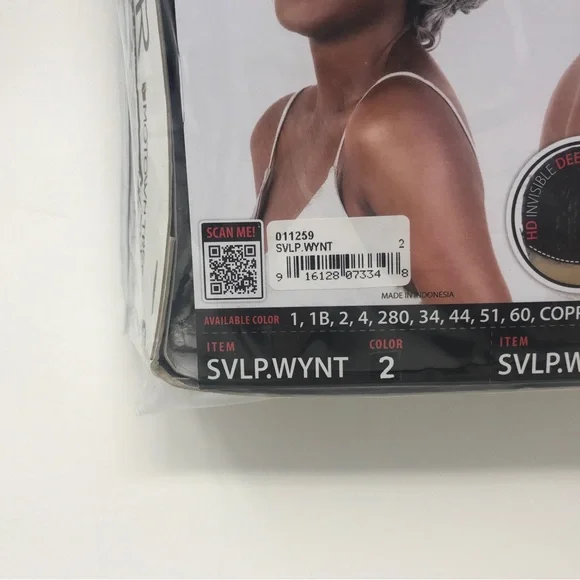 SCAN ME!
011259
SVLP.WYNT 2
9 16128 07334 8
MADE IN INDONESIA
HD INVISIBLE DEE
AVAILABLE COLOR 1, 1B, 2, 4, 280, 34, 44, 51, 60, COPP
ITEM COLOR ITEM
SVLP.WYNT 2 SVLP.W